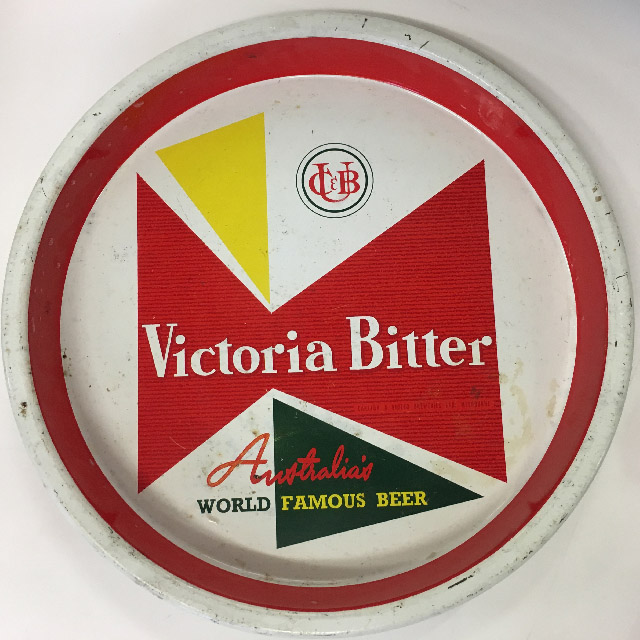 CUB
Victoria Bitter
Australia's
WORLD FAMOUS BEER